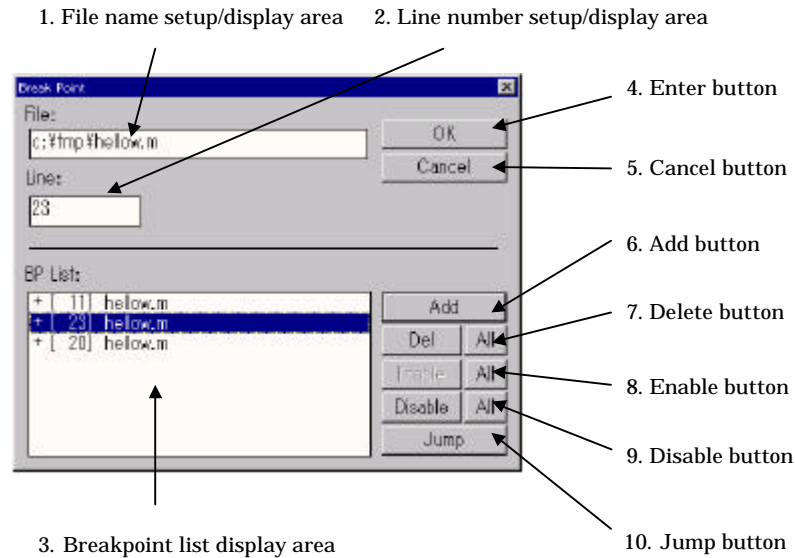 1. File name setup/display area
2. Line number setup/display area
Break Point
File:
c:¥tmp¥hellow.m
Line:
23
OK
Cancel
4. Enter button
5. Cancel button
BP List:
+ [ 11] hellow.m
+ [ 23] hellow.m
+ [ 20] hellow.m
Add
Del All
Enable All
Disable All
Jump
6. Add button
7. Delete button
8. Enable button
9. Disable button
10. Jump button
3. Breakpoint list display area